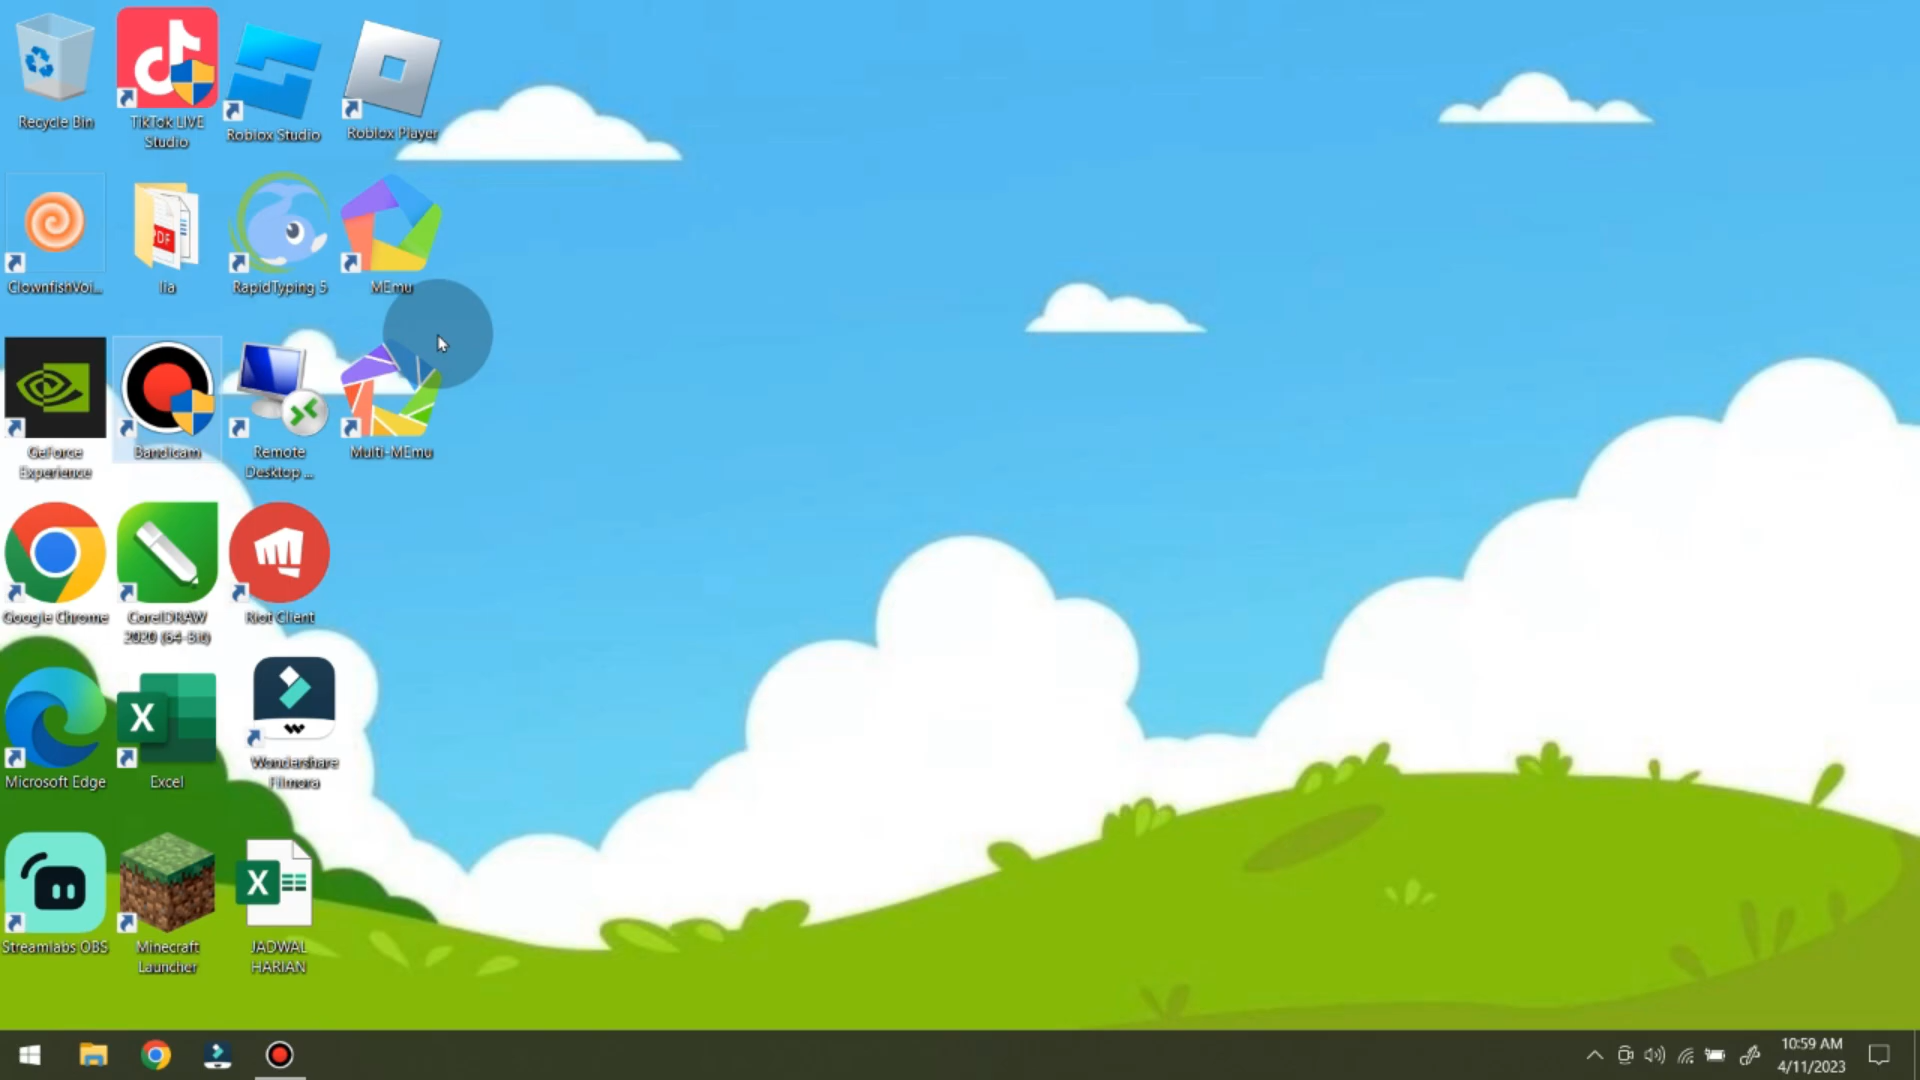 Recycle Bin
TikTok LIVE
Studio
Roblox Studio
Roblox Player
ClownfishVoi...
lia
RapidTyping 5
MEmu
GeForce
Experience
Bandicam
Remote
Desktop ...
Multi-MEmu
Google Chrome
CorelDRAW
2020 (64-Bit)
Riot Client
Microsoft Edge
Excel
Wondershare
Filmora
Streamlabs OBS
Minecraft
Launcher
JADWAL
HARIAN
10:59 AM
4/11/2023